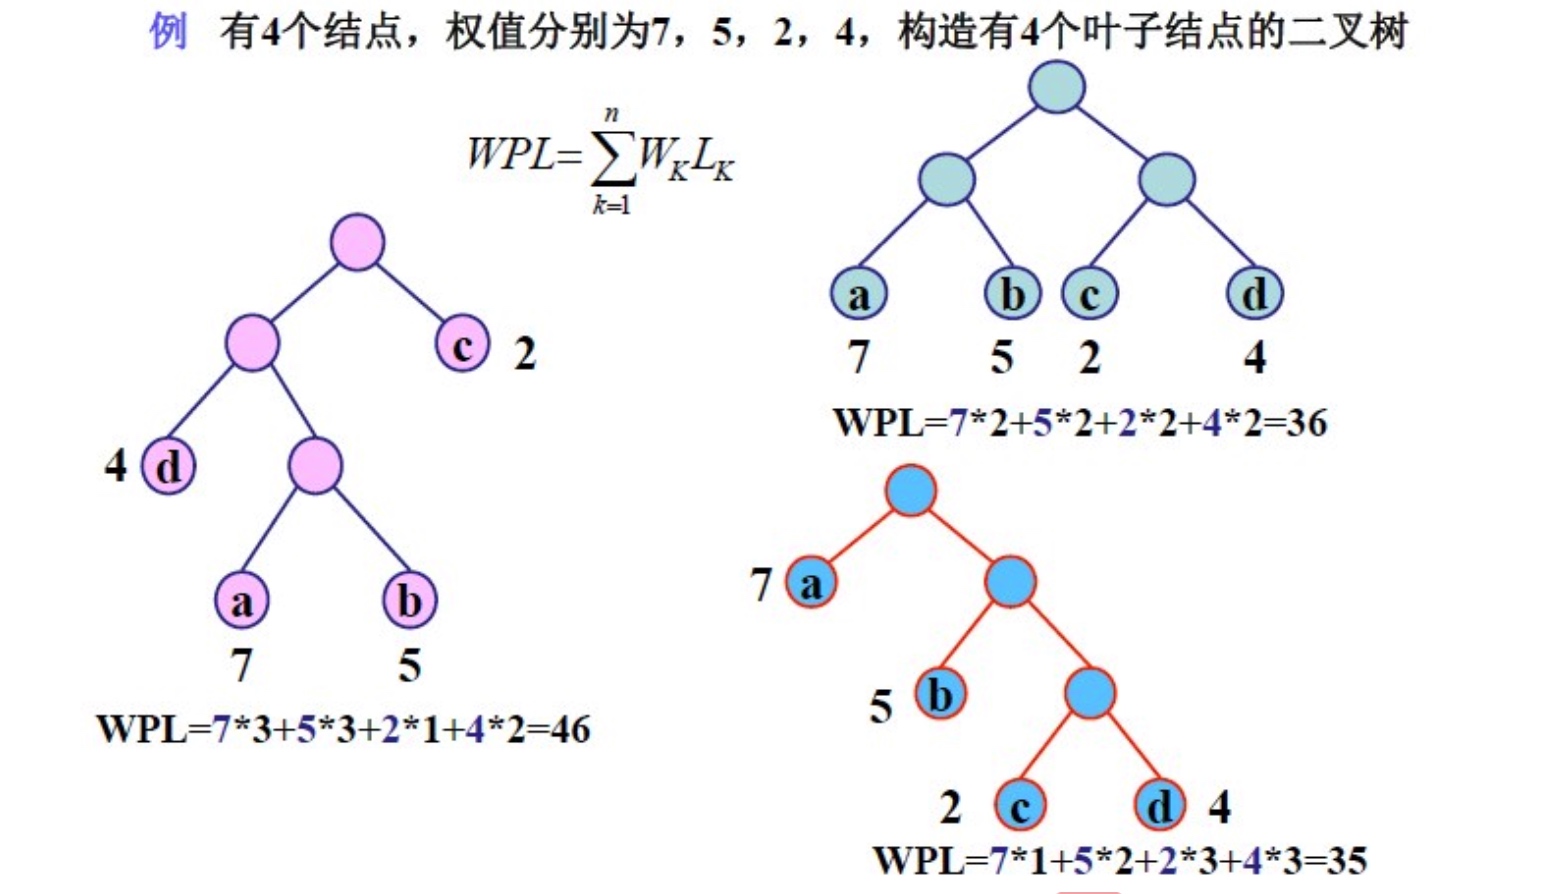 例 有4个结点，权值分别为7，5，2，4，构造有4个叶子结点的二叉树
n
WPL=∑W_K L_K
k=1
a b c d
7 5 2 4
WPL=7*2+5*2+2*2+4*2=36
c 2
4 d
a b
7 5
WPL=7*3+5*3+2*1+4*2=46
7 a
5 b
2 c d 4
WPL=7*1+5*2+2*3+4*3=35